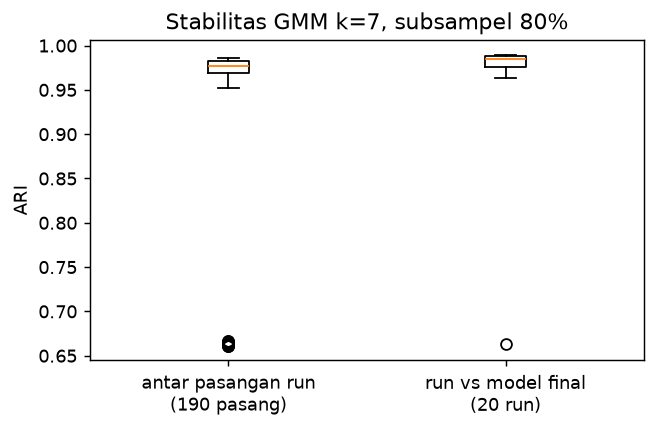 Stabilitas GMM k=7, subsampel 80%
1.00
0.95
0.90
0.85
0.80
0.75
0.70
0.65
ARI
antar pasangan run
(190 pasang)
run vs model final
(20 run)